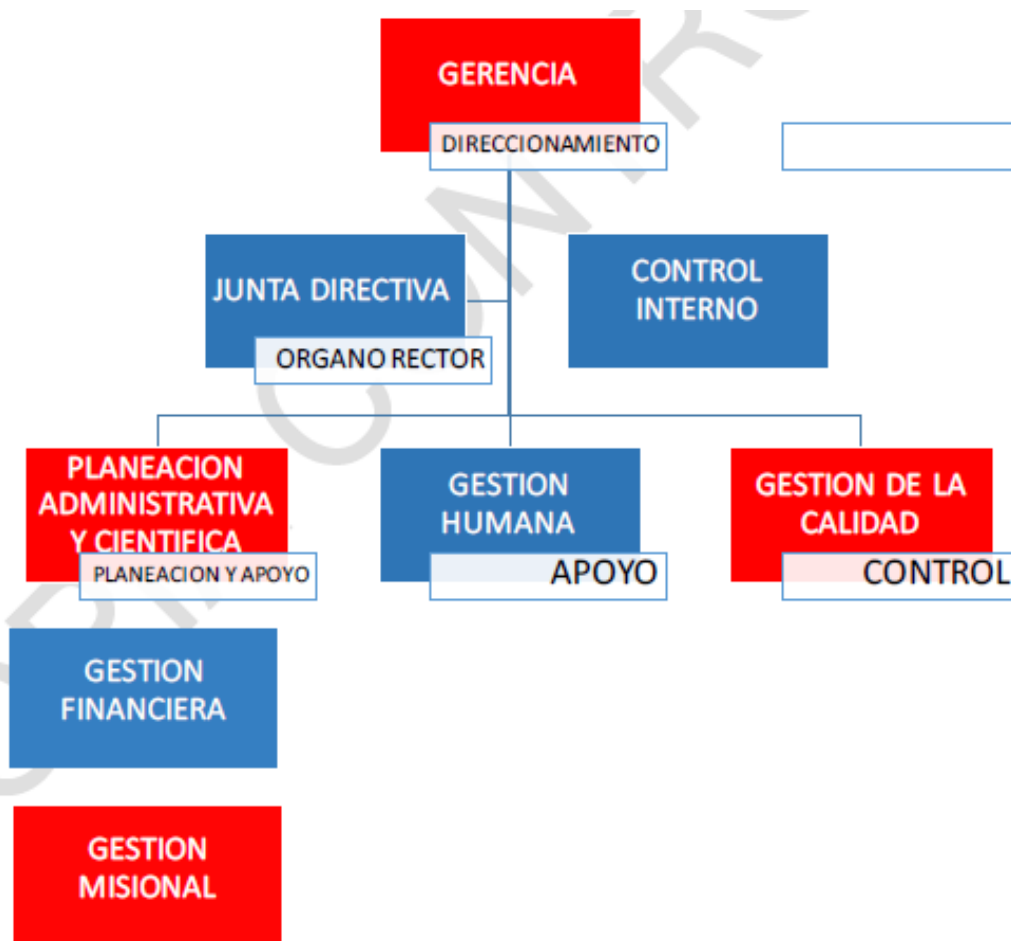 GERENCIA
DIRECCIONAMIENTO
JUNTA DIRECTIVA
ORGANO RECTOR
CONTROL
INTERNO
PLANEACION
ADMINISTRATIVA
Y CIENTIFICA
PLANEACION Y APOYO
GESTION
HUMANA
APOYO
GESTION DE LA
CALIDAD
CONTROL
GESTION
FINANCIERA
GESTION
MISIONAL